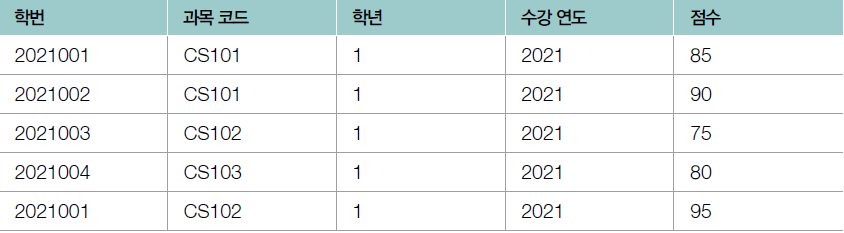 학번 과목 코드 학년 수강 연도 점수
2021001 CS101 1 2021 85
2021002 CS101 1 2021 90
2021003 CS102 1 2021 75
2021004 CS103 1 2021 80
2021001 CS102 1 2021 95